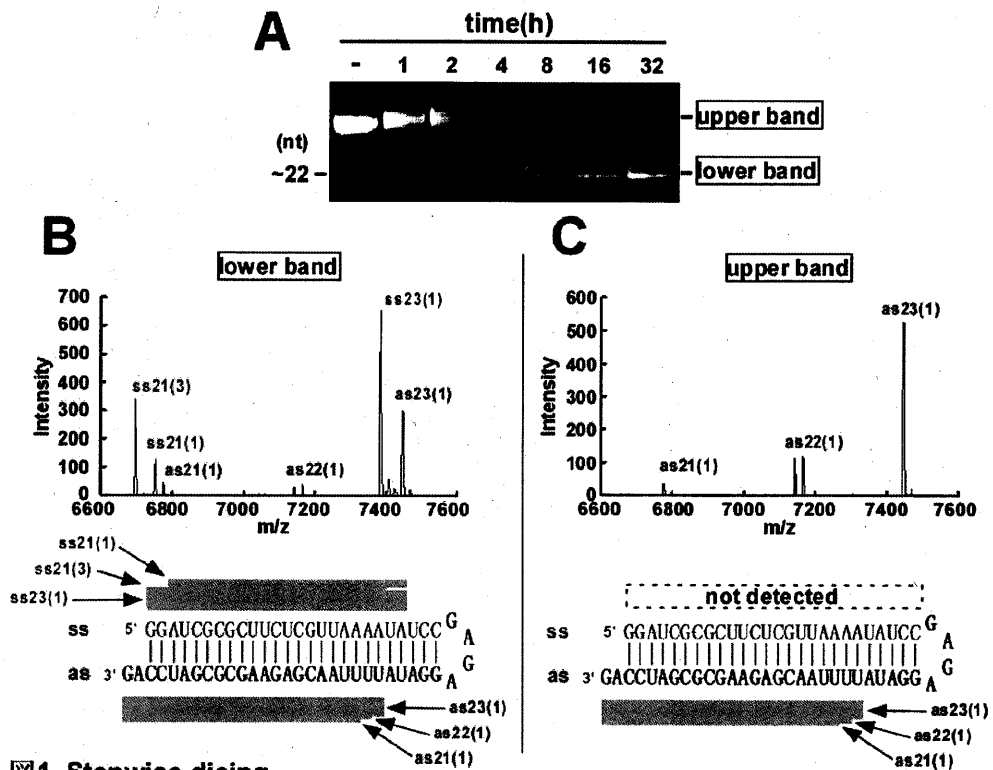 A
time(h)
- 1 2 4 8 16 32
(nt)
~22
upper band
lower band
B
lower band
Intensity
700
600
500
400
300
200
100
0
ss21(3)
ss21(1)
as21(1)
as22(1)
ss23(1)
as23(1)
6600 6800 7000 7200 7400 7600
m/z
ss21(1)
ss21(3)
ss23(1)
ss 5' GGAUCGCGCUUCUCGUUAAAAUAUCC G
A
G
as 3' GACCUAGCGCGAAGAGCAAUUUUAUAGG A
as23(1)
as22(1)
as21(1)
C
upper band
Intensity
600
500
400
300
200
100
0
as21(1)
as22(1)
as23(1)
6600 6800 7000 7200 7400 7600
m/z
not detected
ss 5' GGAUCGCGCUUCUCGUUAAAAUAUCC G
A
G
as 3' GACCUAGCGCGAAGAGCAAUUUUAUAGG A
as23(1)
as22(1)
as21(1)